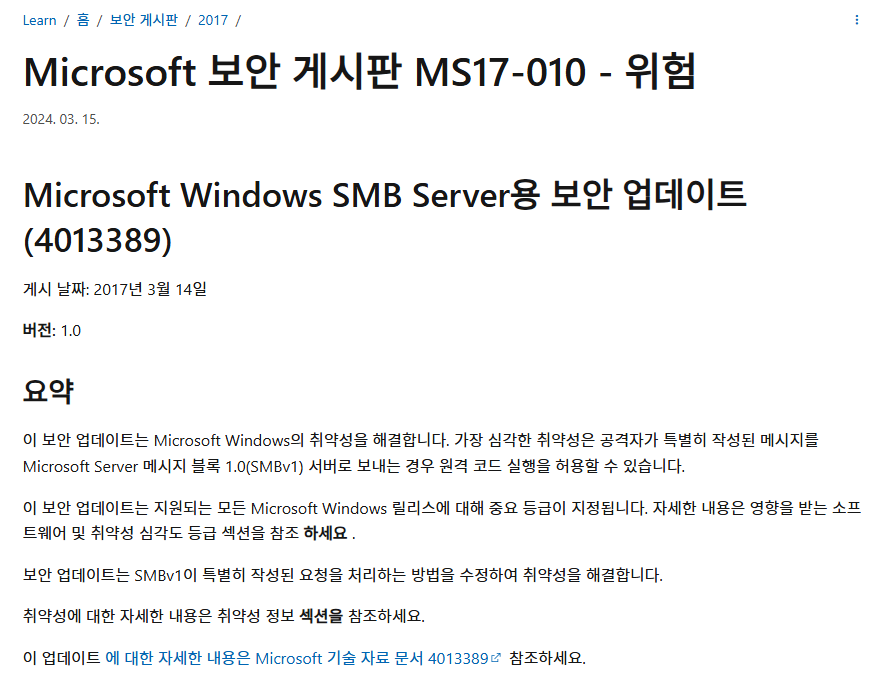 Learn / 홈 / 보안 게시판 / 2017 /
Microsoft 보안 게시판 MS17-010 - 위험
2024. 03. 15.
Microsoft Windows SMB Server용 보안 업데이트
(4013389)
게시 날짜: 2017년 3월 14일
버전: 1.0
요약
이 보안 업데이트는 Microsoft Windows의 취약성을 해결합니다. 가장 심각한 취약성은 공격자가 특별히 작성된 메시지를
Microsoft Server 메시지 블록 1.0(SMBv1) 서버로 보내는 경우 원격 코드 실행을 허용할 수 있습니다.
이 보안 업데이트는 지원되는 모든 Microsoft Windows 릴리스에 대해 중요 등급이 지정됩니다. 자세한 내용은 영향을 받는 소프
트웨어 및 취약성 심각도 등급 섹션을 참조 하세요 .
보안 업데이트는 SMBv1이 특별히 작성된 요청을 처리하는 방법을 수정하여 취약성을 해결합니다.
취약성에 대한 자세한 내용은 취약성 정보 섹션을 참조하세요.
이 업데이트 에 대한 자세한 내용은 Microsoft 기술 자료 문서 4013389 참조하세요.